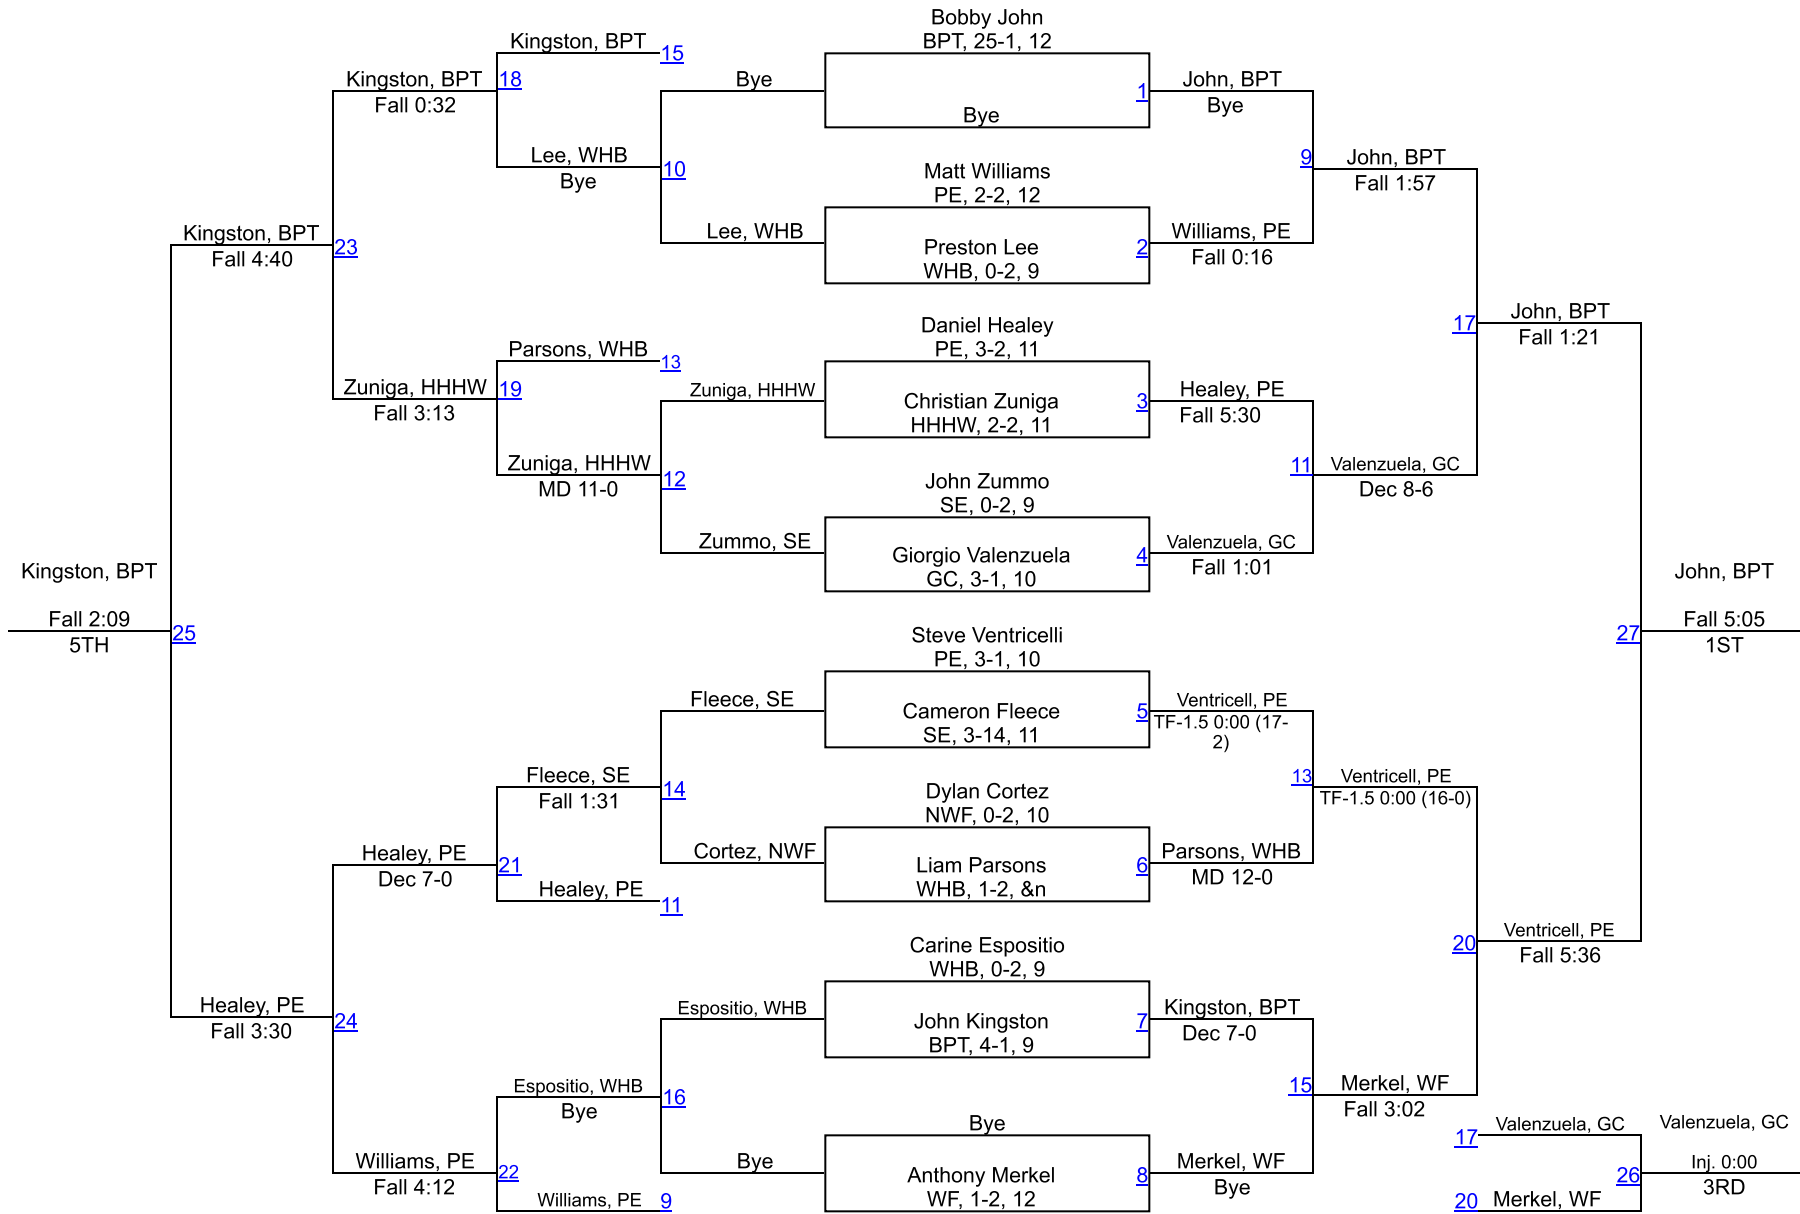 Bobby John
BPT, 25-1, 12
Bye
Matt Williams
PE, 2-2, 12
Preston Lee
WHB, 0-2, 9
Daniel Healey
PE, 3-2, 11
Christian Zuniga
HHHW, 2-2, 11
John Zummo
SE, 0-2, 9
Giorgio Valenzuela
GC, 3-1, 10
Steve Ventricelli
PE, 3-1, 10
Cameron Fleece
SE, 3-14, 11
Dylan Cortez
NWF, 0-2, 10
Liam Parsons
WHB, 1-2, &n
Carine Espositio
WHB, 0-2, 9
John Kingston
BPT, 4-1, 9
Bye
Anthony Merkel
WF, 1-2, 12
1
John, BPT
Bye
2
Williams, PE
Fall 0:16
3
Healey, PE
Fall 5:30
4
Valenzuela, GC
Fall 1:01
5
Ventricell, PE
TF-1.5 0:00 (17-
2)
6
Parsons, WHB
MD 12-0
7
Kingston, BPT
Dec 7-0
8
Merkel, WF
Bye
9
John, BPT
Fall 1:57
11
Valenzuela, GC
Dec 8-6
13
Ventricell, PE
TF-1.5 0:00 (16-0)
15
Merkel, WF
Fall 3:02
17
John, BPT
Fall 1:21
20
Ventricell, PE
Fall 5:36
27
John, BPT
Fall 5:05
1ST
17
Valenzuela, GC
20
Merkel, WF
26
Valenzuela, GC
Inj. 0:00
3RD
Bye
Lee, WHB
10
Zuniga, HHHW
Zummo, SE
12
Fleece, SE
Cortez, NWF
14
Espositio, WHB
Bye
16
Kingston, BPT
15
Lee, WHB
Bye
18
Parsons, WHB
13
Zuniga, HHHW
MD 11-0
19
Fleece, SE
Fall 1:31
21
Healey, PE
11
Espositio, WHB
Bye
22
Williams, PE
9
Kingston, BPT
Fall 0:32
23
Zuniga, HHHW
Fall 3:13
Healey, PE
Dec 7-0
24
Williams, PE
Fall 4:12
Kingston, BPT
Fall 4:40
25
Healey, PE
Fall 3:30
Kingston, BPT
Fall 2:09
5TH